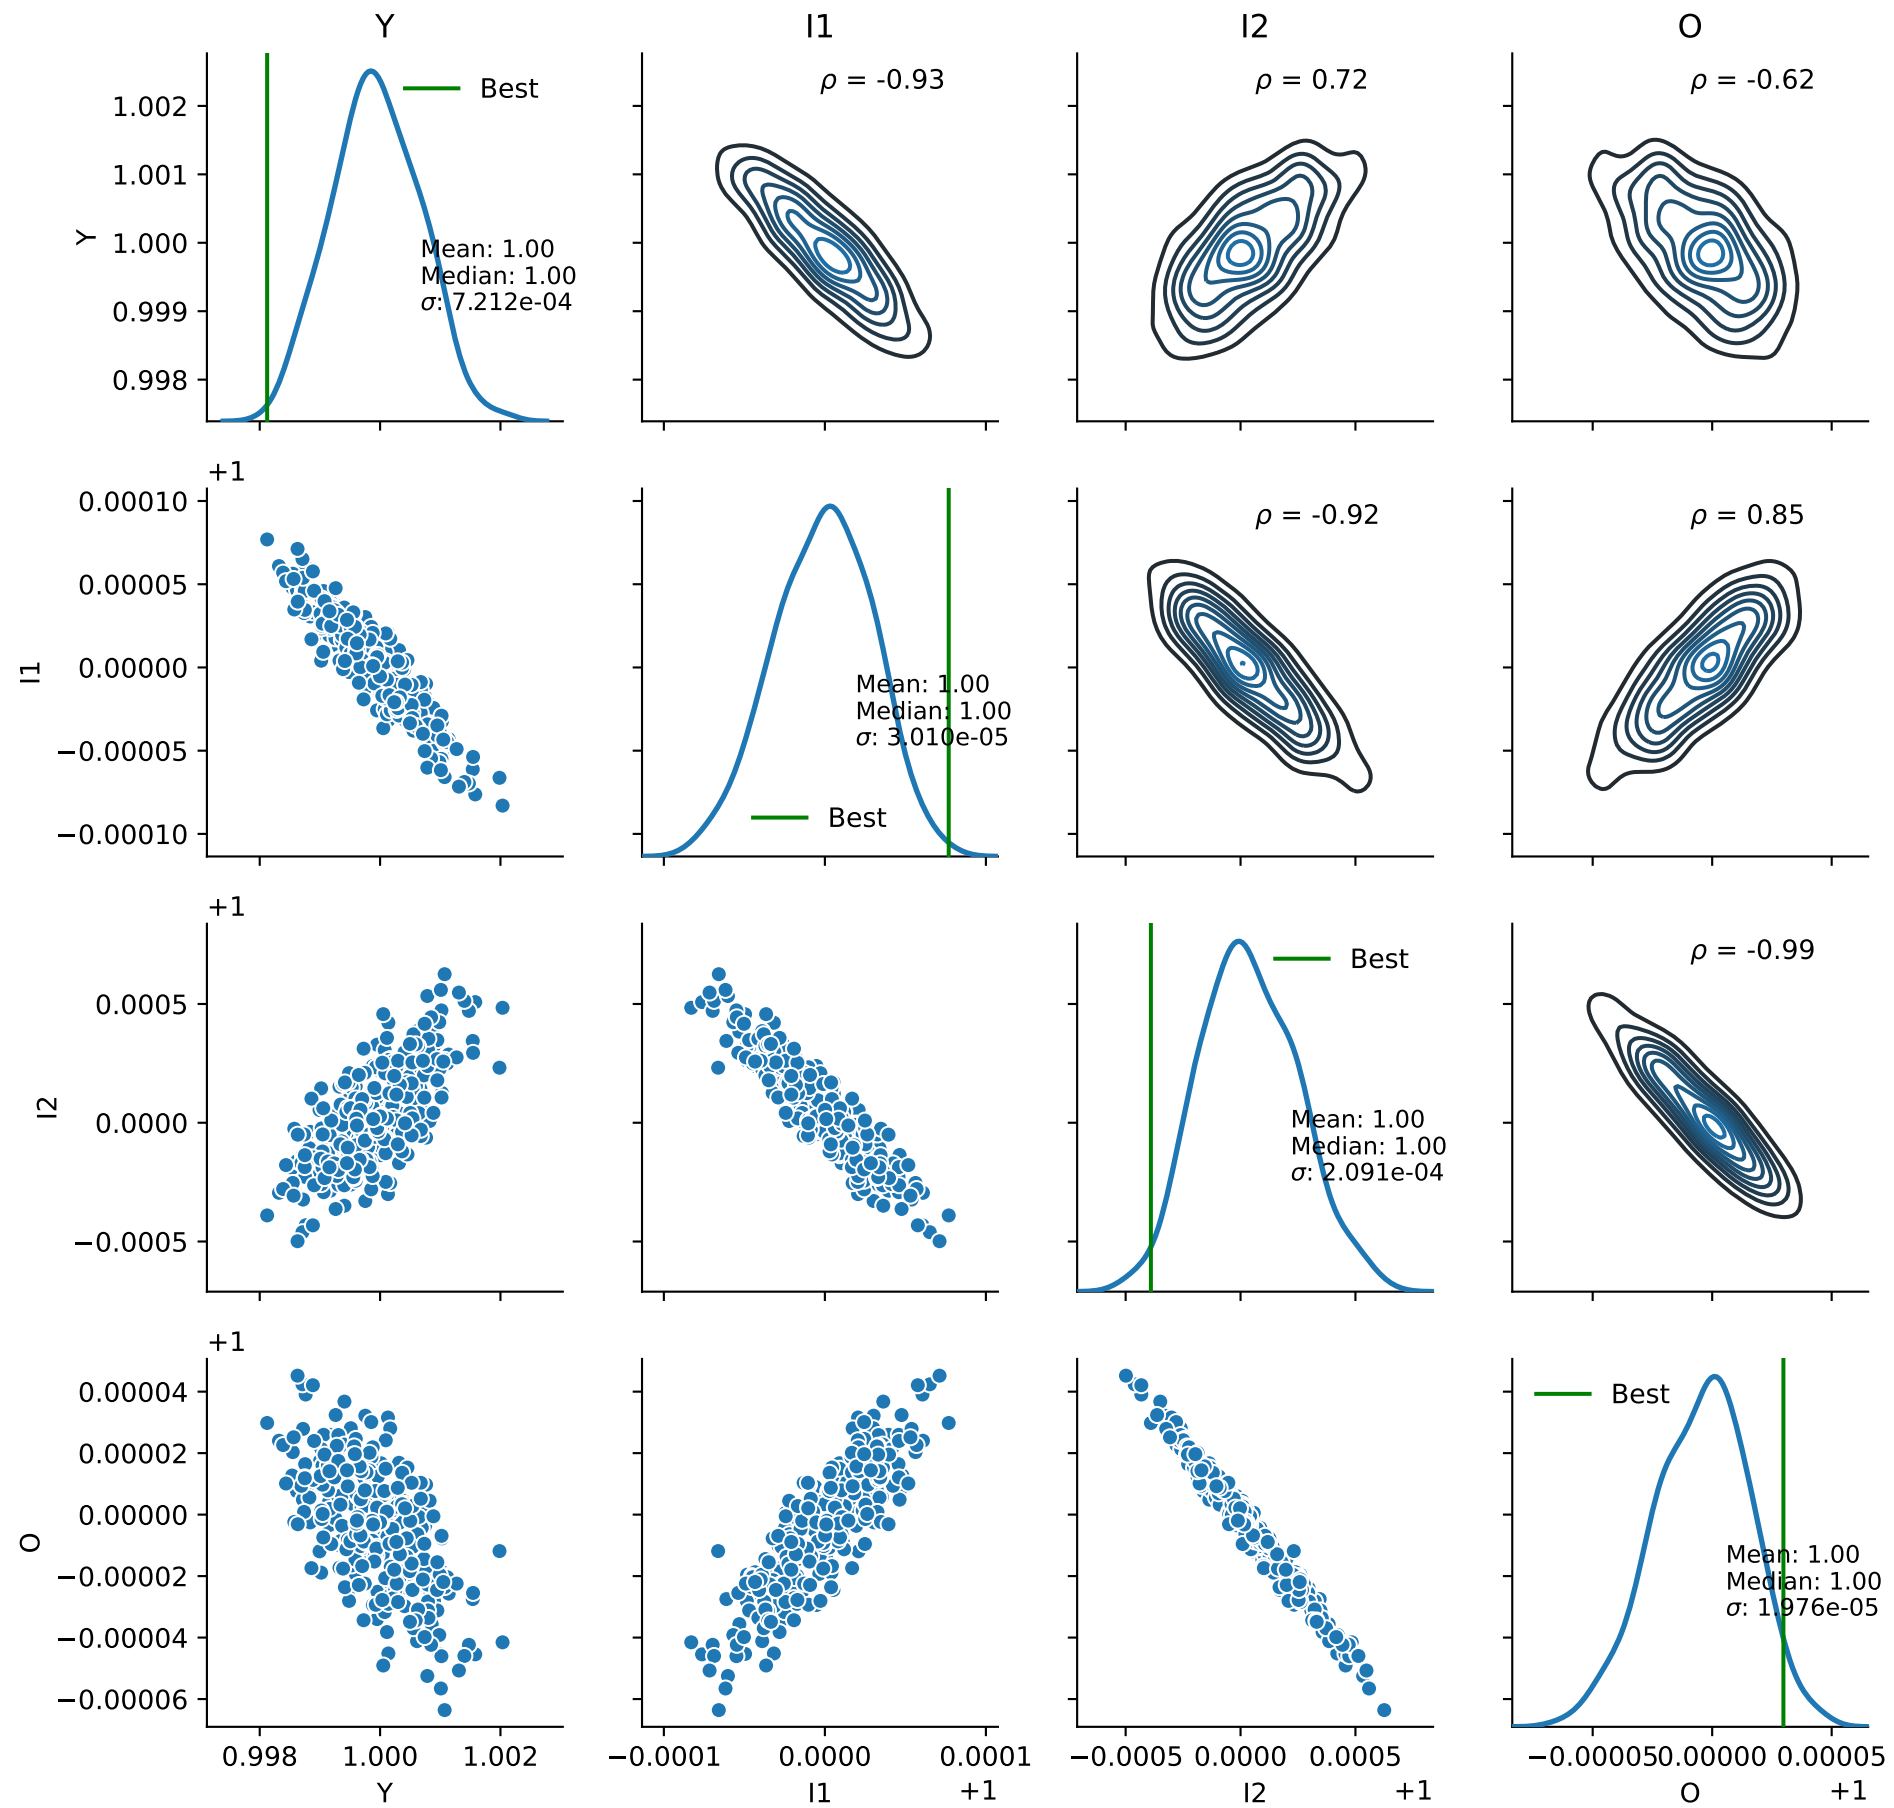 Y
I1
I2
O
Y
1.002
1.001
1.000
0.999
0.998
Best
Mean: 1.00
Median: 1.00
σ: 7.212e-04
ρ = -0.93
ρ = 0.72
ρ = -0.62
+1
I1
0.00010
0.00005
0.00000
−0.00005
−0.00010
Mean: 1.00
Median: 1.00
σ: 3.010e-05
Best
ρ = -0.92
ρ = 0.85
+1
I2
0.0005
0.0000
−0.0005
Best
Mean: 1.00
Median: 1.00
σ: 2.091e-04
ρ = -0.99
+1
O
0.00004
0.00002
0.00000
−0.00002
−0.00004
−0.00006
Best
Mean: 1.00
Median: 1.00
σ: 1.976e-05
0.998 1.000 1.002
Y
−0.0001 0.0000 0.0001
I1
+1
−0.0005 0.0000 0.0005
I2
+1
−0.00005 0.00000 0.00005
O
+1